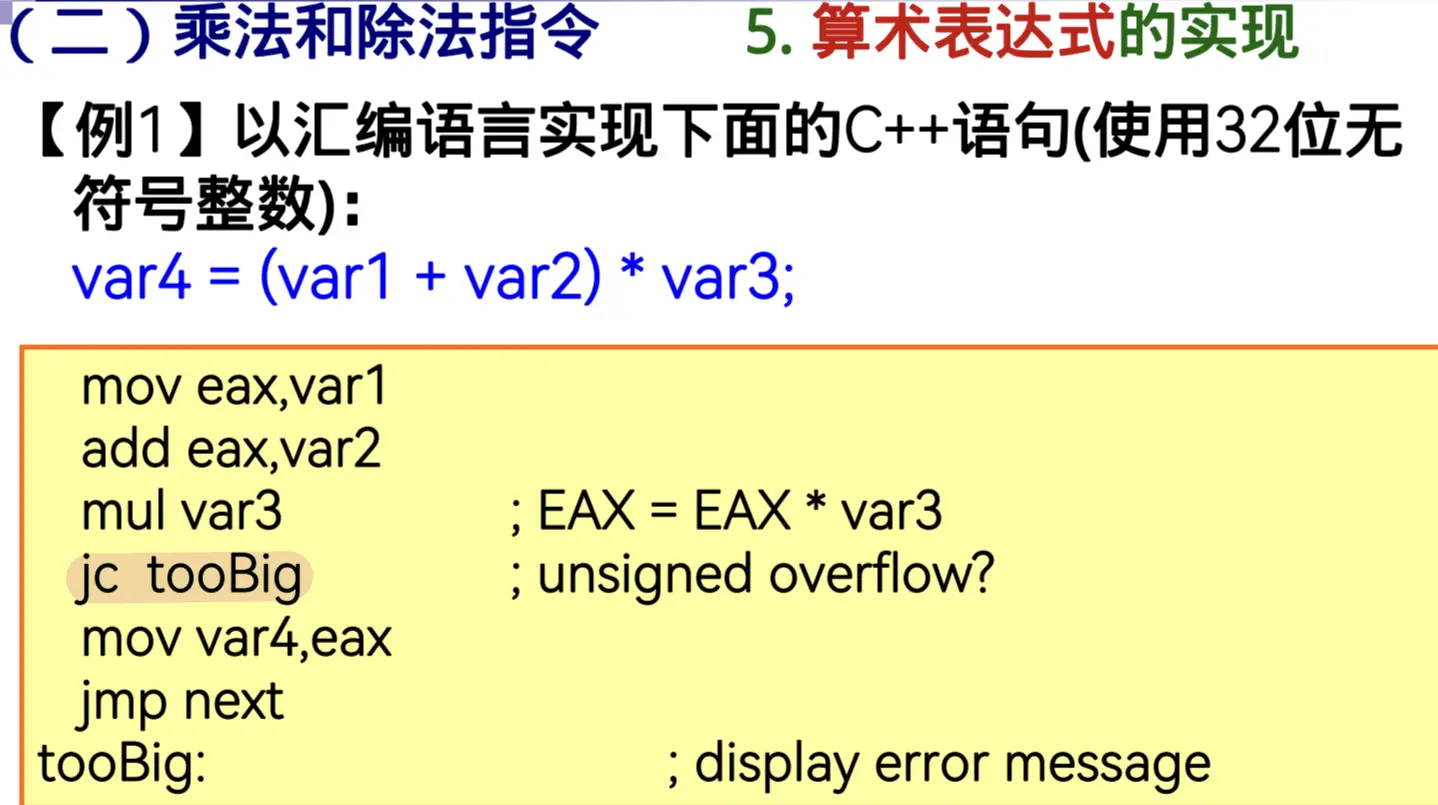 （二）乘法和除法指令 5. 算术表达式的实现
【例1】以汇编语言实现下面的C++语句(使用32位无
符号整数)：
var4 = (var1 + var2) * var3;
mov eax,var1
add eax,var2
mul var3 ; EAX = EAX * var3
jc tooBig ; unsigned overflow?
mov var4,eax
jmp next
tooBig: ; display error message